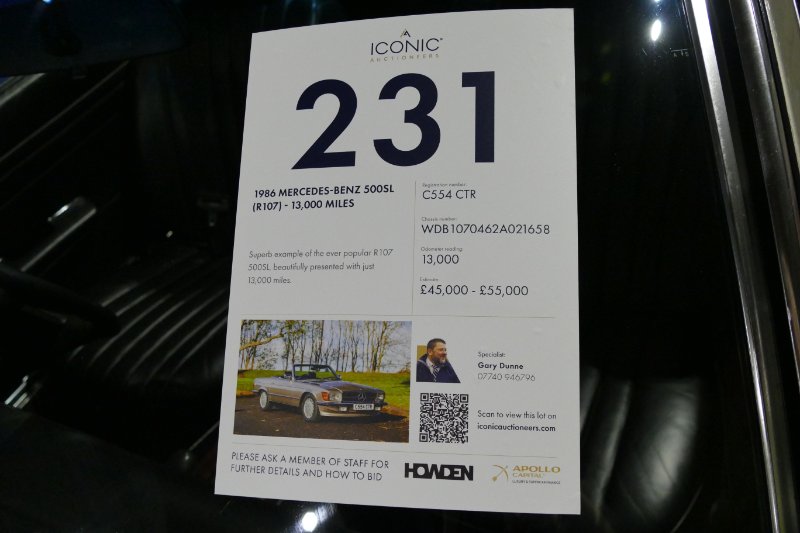 ICONIC
AUCTIONEERS
231
1986 MERCEDES-BENZ 500SL
(R107) - 13,000 MILES
Superb example of the ever popular R107
500SL, beautifully presented with just
13,000 miles.
Registration number:
C554 CTR
Chassis number:
WDB1070462A021658
Odometer reading:
13,000
Estimate
£45,000 - £55,000
C554 CTR
Specialist:
Gary Dunne
07740 946796
Scan to view this lot on
iconicauctioneers.com
PLEASE ASK A MEMBER OF STAFF FOR
FURTHER DETAILS AND HOW TO BID
HOWDEN
APOLLO
CAPITAL